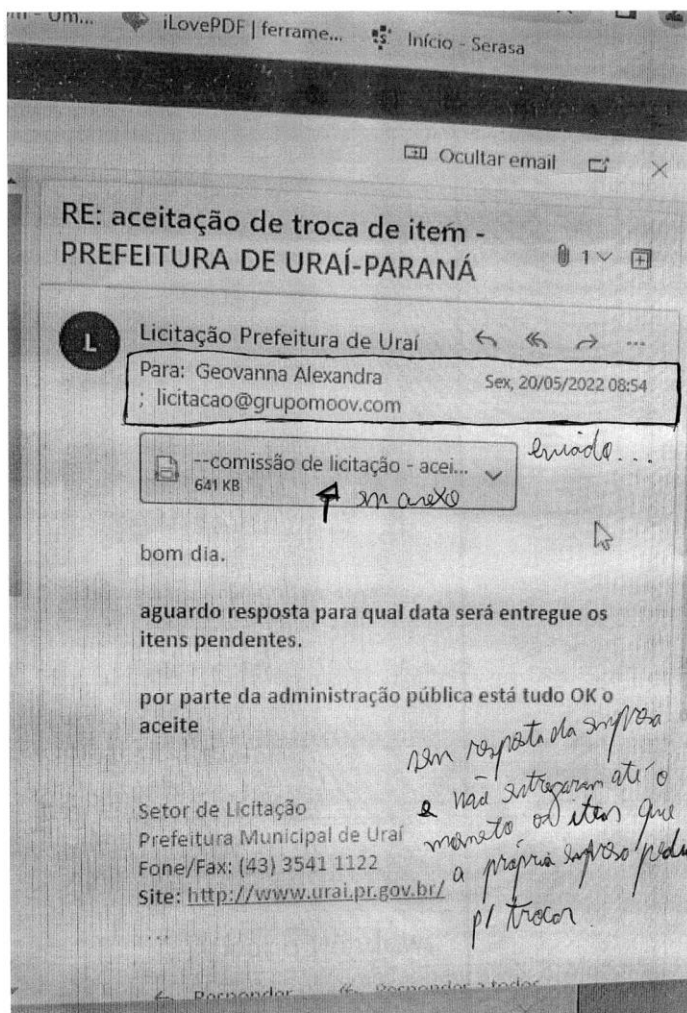 Um...
iLovePDF | ferrame...
Início - Serasa
Ocultar email
RE: aceitação de troca de item -
PREFEITURA DE URAÍ-PARANÁ
1
L
Licitação Prefeitura de Uraí
Para: Geovanna Alexandra
Sex, 20/05/2022 08:54
; licitacao@grupomoov.com
enviado...
--comissão de licitação - acei...
641 KB
em anexo
bom dia.
aguardo resposta para qual data será entregue os
itens pendentes.
por parte da administração pública está tudo OK o
aceite
sem resposta da empresa
e não entregaram até o
momento os itens que
a própria empresa pediu
p/ trocar.
Setor de Licitação
Prefeitura Municipal de Uraí
Fone/Fax: (43) 3541 1122
Site: http://www.urai.pr.gov.br/
...
Responder
Responder a todos